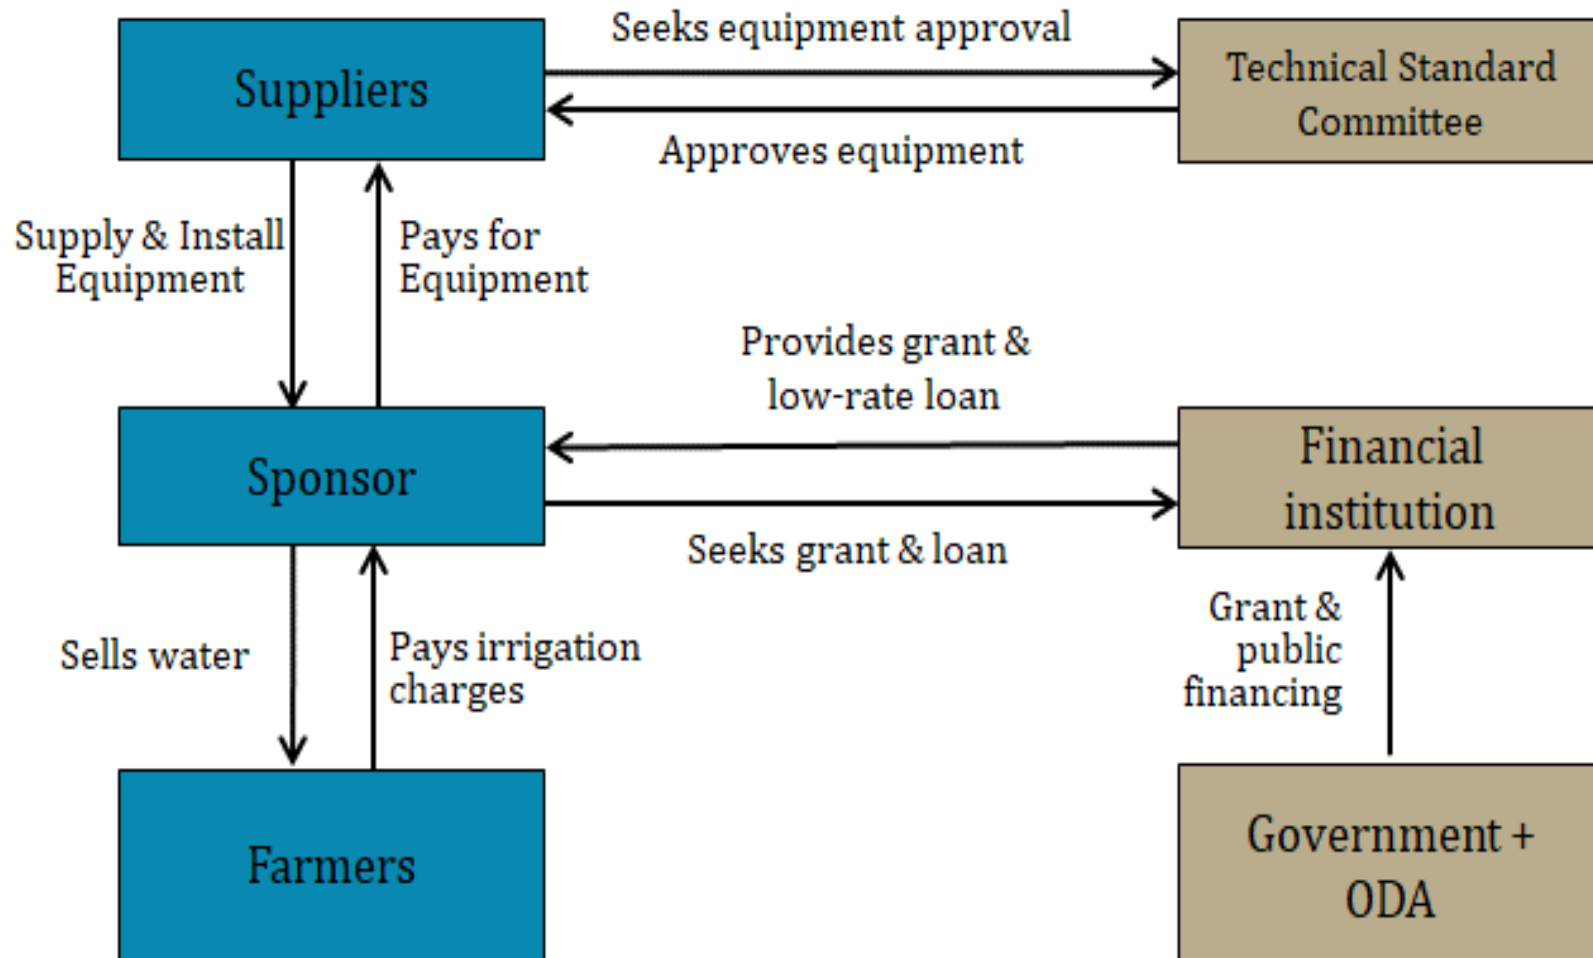 Seeks equipment approval
Suppliers
Technical Standard
Committee
Approves equipment
Supply & Install
Equipment
Pays for
Equipment
Provides grant &
low-rate loan
Sponsor
Financial
institution
Seeks grant & loan
Sells water
Pays irrigation
charges
Grant &
public
financing
Farmers
Government +
ODA